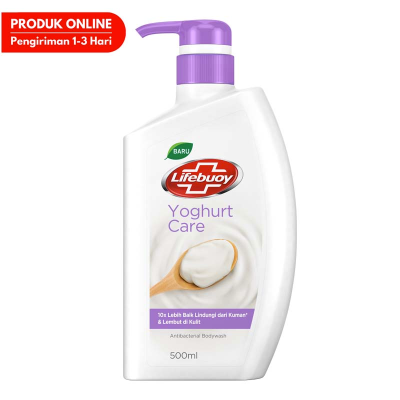 PRODUK ONLINE
Pengiriman 1-3 Hari
BARU
Lifebuoy
Yoghurt
Care
10x Lebih Baik Lindungi dari Kuman*
& Lembut di Kulit
Antibacterial Bodywash
500ml